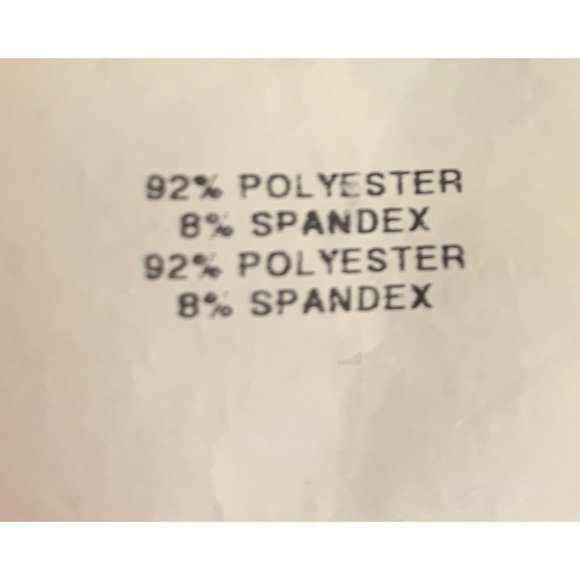 92% POLYESTER
8% SPANDEX
92% POLYESTER
8% SPANDEX